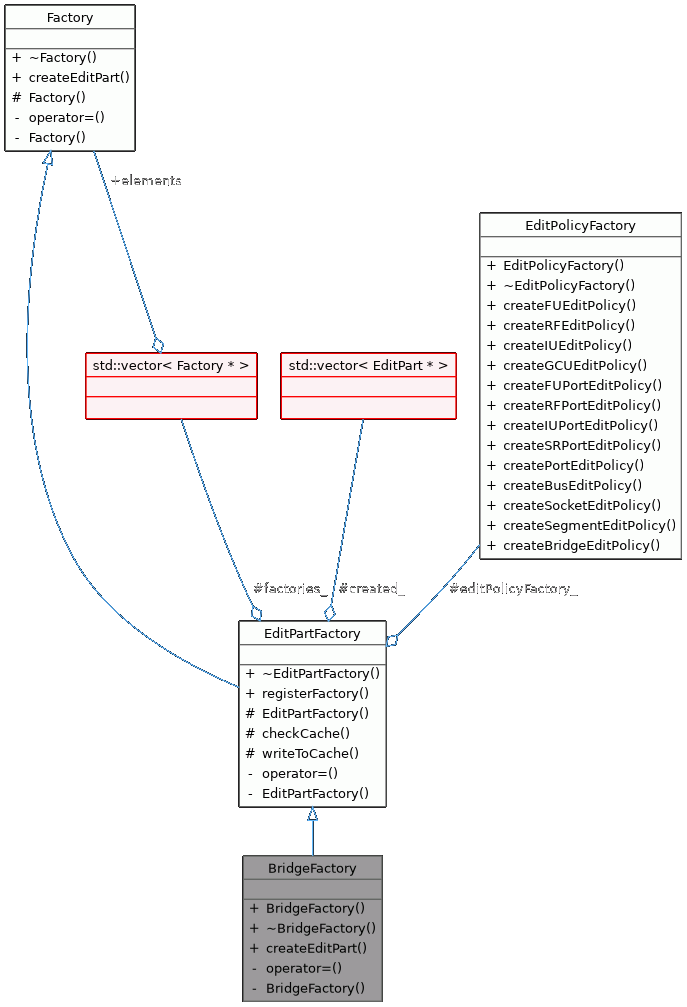 Factory
+ ~Factory()
+ createEditPart()
# Factory()
- operator=()
- Factory()
+elements
EditPolicyFactory
+ EditPolicyFactory()
+ ~EditPolicyFactory()
+ createFUEditPolicy()
+ createRFEditPolicy()
+ createIUEditPolicy()
+ createGCUEditPolicy()
+ createFUPortEditPolicy()
+ createRFPortEditPolicy()
+ createIUPortEditPolicy()
+ createSRPortEditPolicy()
+ createPortEditPolicy()
+ createBusEditPolicy()
+ createSocketEditPolicy()
+ createSegmentEditPolicy()
+ createBridgeEditPolicy()
std::vector< Factory * >
std::vector< EditPart * >
#factories_
#created_
#editPolicyFactory_
EditPartFactory
+ ~EditPartFactory()
+ registerFactory()
# EditPartFactory()
# checkCache()
# writeToCache()
- operator=()
- EditPartFactory()
BridgeFactory
+ BridgeFactory()
+ ~BridgeFactory()
+ createEditPart()
- operator=()
- BridgeFactory()